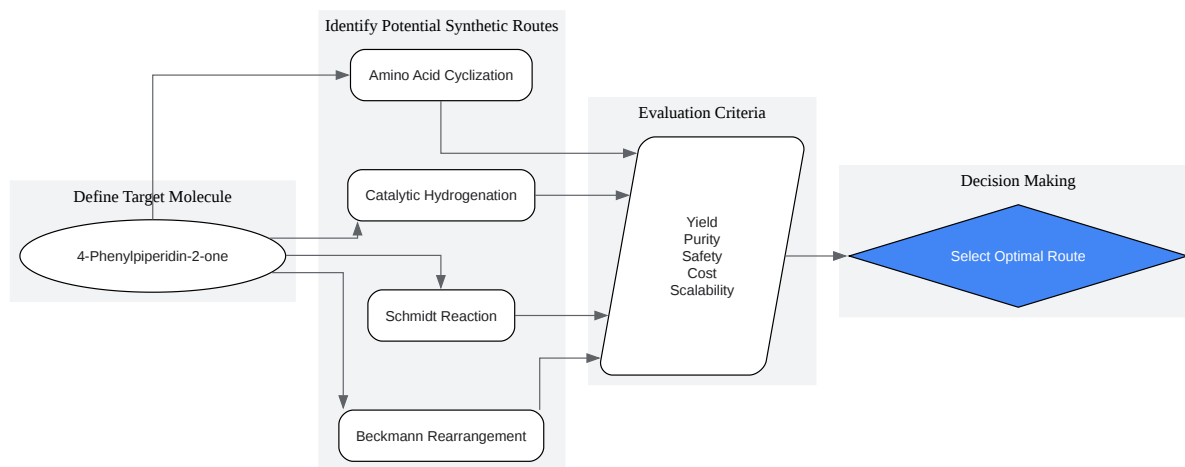 Define Target Molecule
4-Phenylpiperidin-2-one
Identify Potential Synthetic Routes
Amino Acid Cyclization
Catalytic Hydrogenation
Schmidt Reaction
Beckmann Rearrangement
Evaluation Criteria
Yield
Purity
Safety
Cost
Scalability
Decision Making
Select Optimal Route